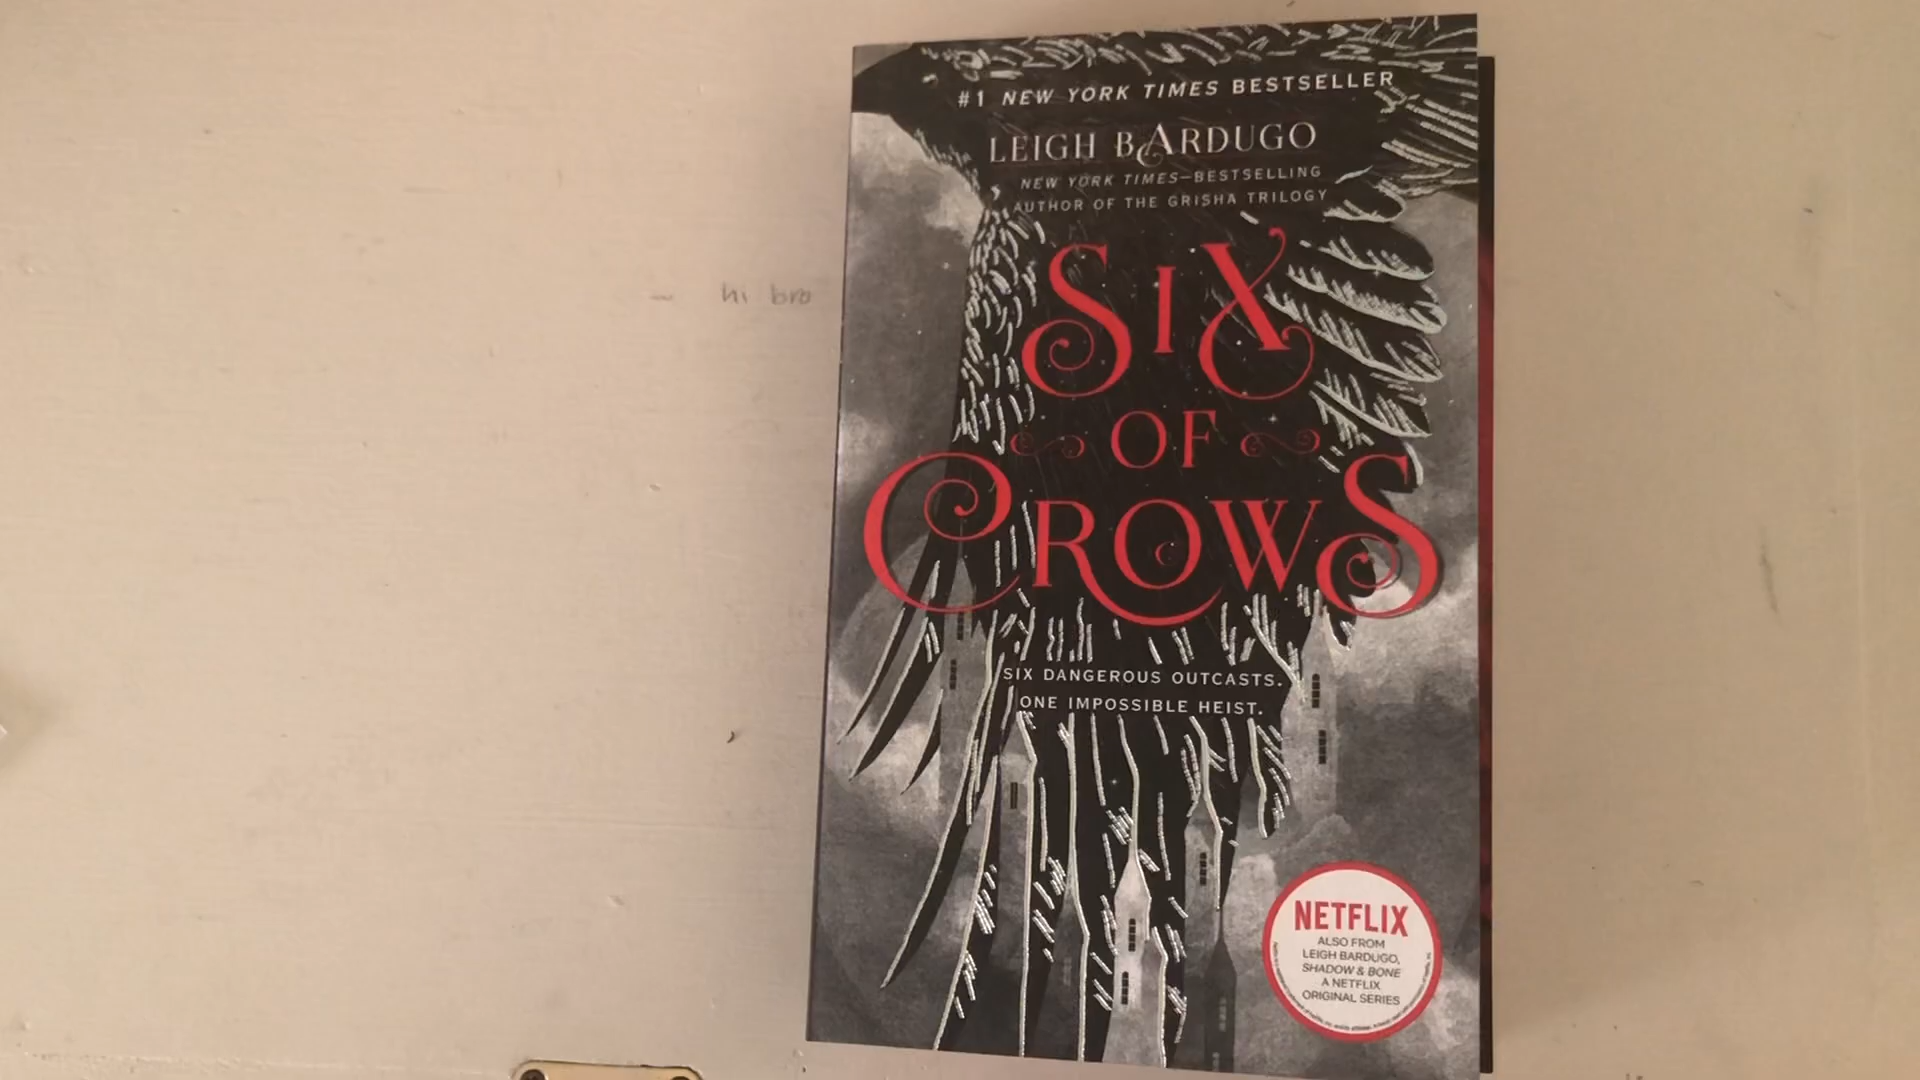 #1 NEW YORK TIMES BESTSELLER
LEIGH BARDUGO
NEW YORK TIMES–BESTSELLING
AUTHOR OF THE GRISHA TRILOGY
SIX
OF
CROWS
hi bro
SIX DANGEROUS OUTCASTS.
ONE IMPOSSIBLE HEIST.
NETFLIX
ALSO FROM
LEIGH BARDUGO,
SHADOW & BONE
A NETFLIX
ORIGINAL SERIES